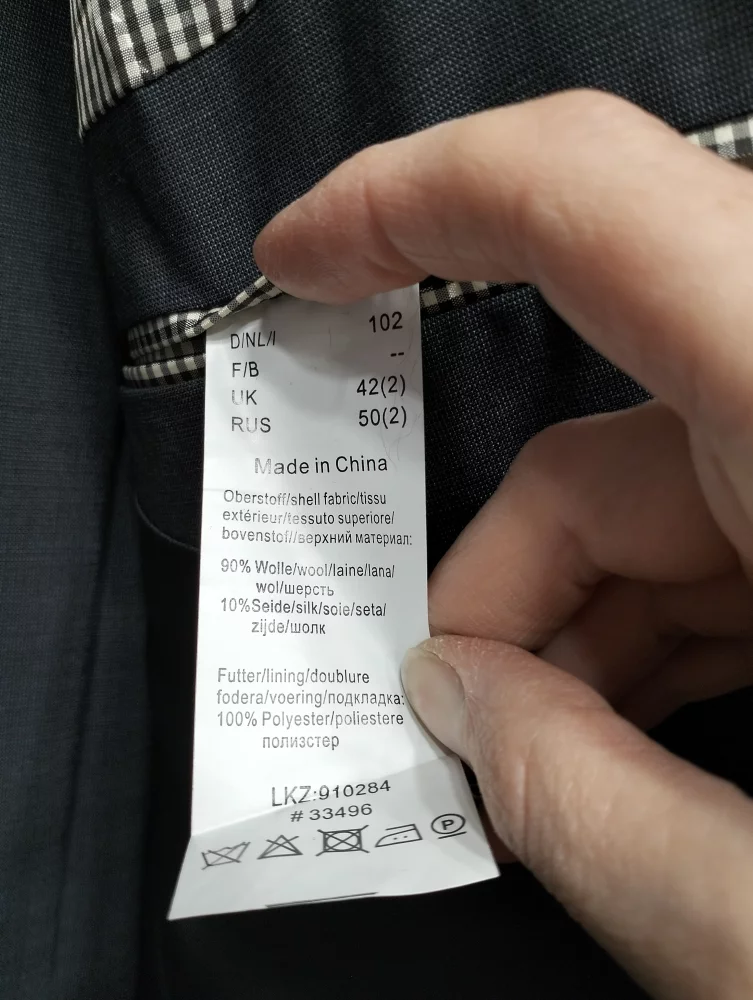 D/NL/I 102
F/B --
UK 42(2)
RUS 50(2)
Made in China
Oberstoff/shell fabric/tissu
extérieur/tessuto superiore/
bovenstof//верхний материал:
90% Wolle/wool/laine/lana/
wol/шерсть
10%Seide/silk/soie/seta/
zijde/шолк
Futter/lining/doublure
fodera/voering/подкладка:
100% Polyester/poliestere
полизстер
LKZ:910284
# 33496
P